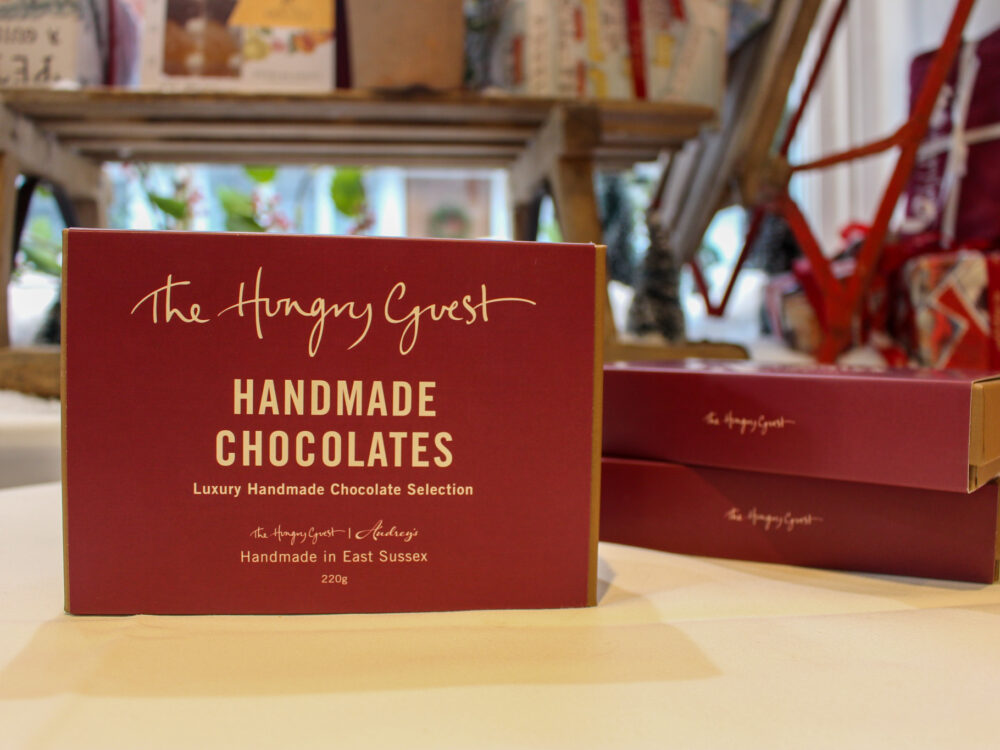 The Hungry Guest
HANDMADE
CHOCOLATES
Luxury Handmade Chocolate Selection
The Hungry Guest | Audrey's
Handmade in East Sussex
220g
The Hungry Guest
The Hungry Guest